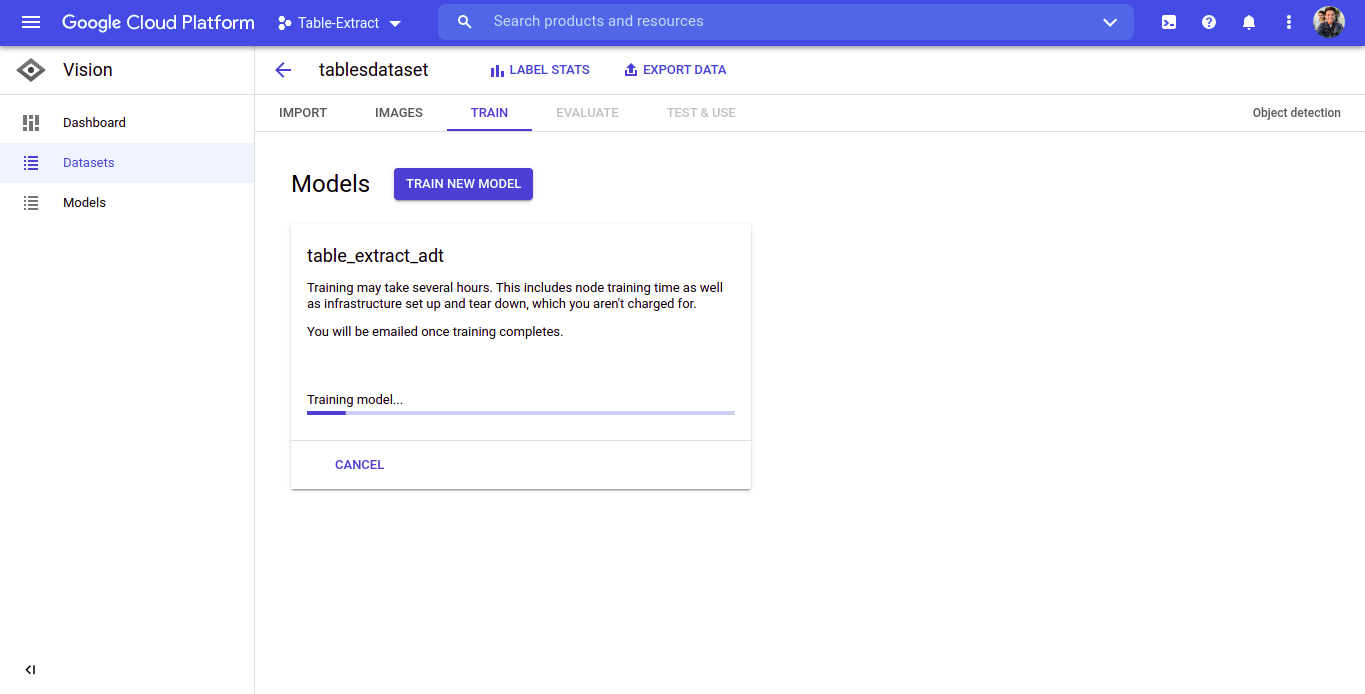 Google Cloud Platform
Table-Extract
Search products and resources
Vision
tablesdataset
LABEL STATS
EXPORT DATA
Dashboard
Datasets
Models
IMPORT
IMAGES
TRAIN
EVALUATE
TEST & USE
Object detection
Models
TRAIN NEW MODEL
table_extract_adt
Training may take several hours. This includes node training time as well
as infrastructure set up and tear down, which you aren't charged for.
You will be emailed once training completes.
Training model...
CANCEL